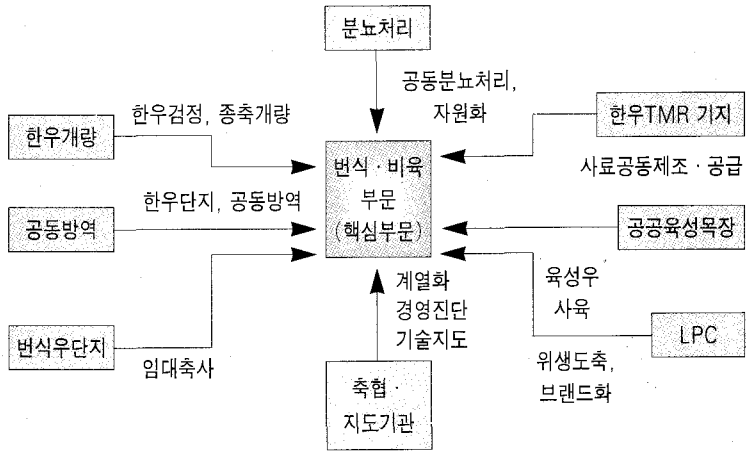 분뇨처리
공동분뇨처리,
자원화
한우개량
한우검정, 종축개량
한우TMR 기지
사료공동제조·공급
번식·비육
부문
(핵심부문)
공동방역
한우단지, 공동방역
공공육성목장
육성우
사육
번식우단지
임대축사
계열화
경영진단
기술지도
LPC
위생도축,
브랜드화
축협·
지도기관